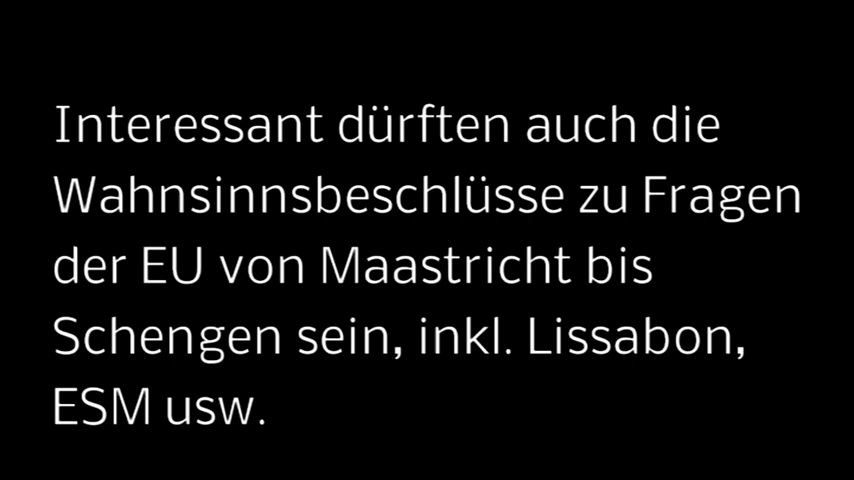 Interessant dürften auch die
Wahnsinnsbeschlüsse zu Fragen
der EU von Maastricht bis
Schengen sein, inkl. Lissabon,
ESM usw.